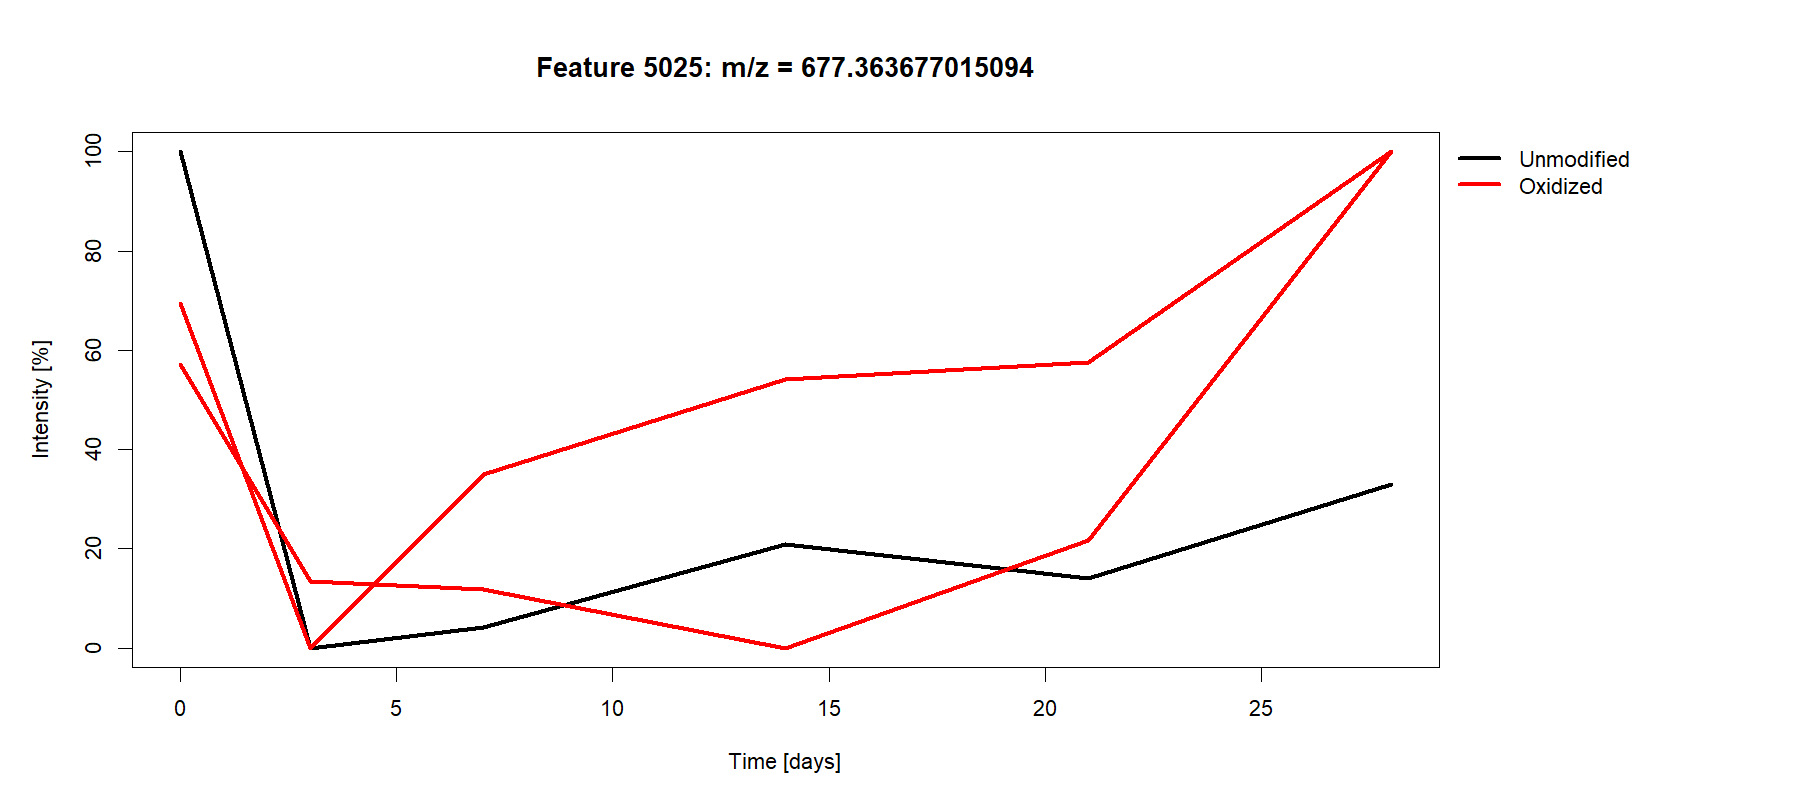 Feature 5025: m/z = 677.363677015094
Unmodified
Oxidized
Intensity [%]
100
80
60
40
20
0
0 5 10 15 20 25
Time [days]